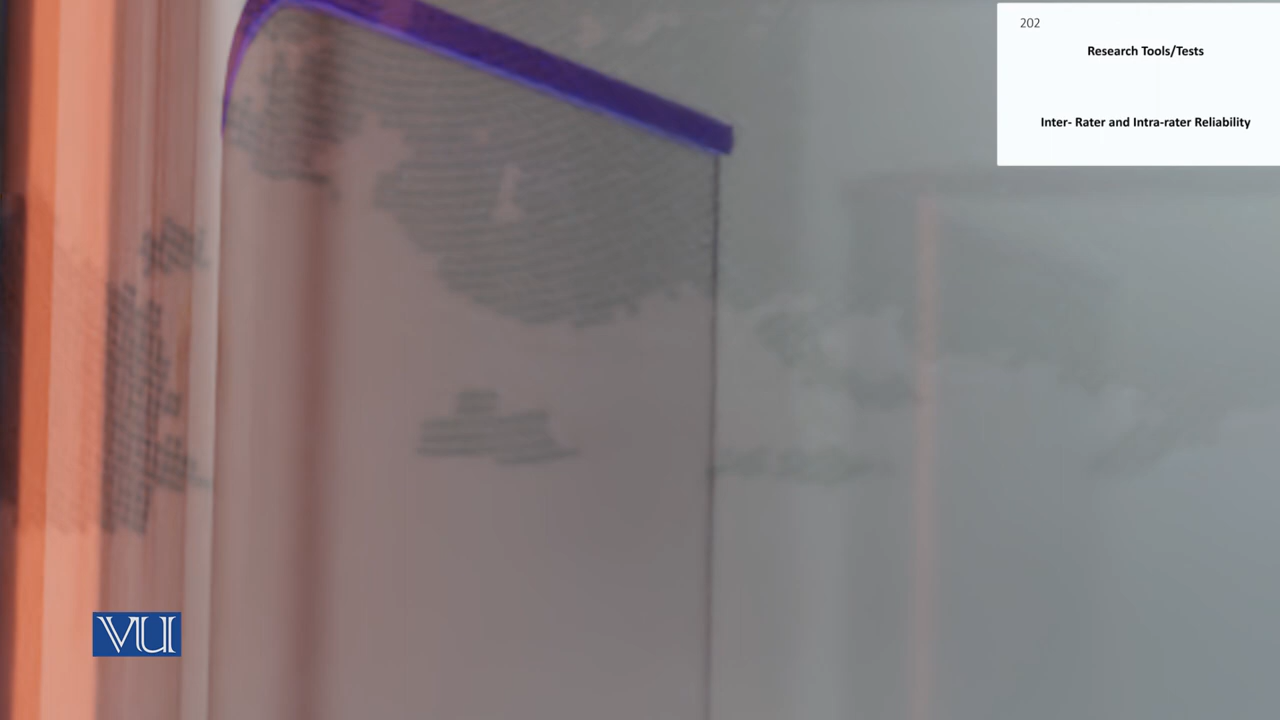 202
Research Tools/Tests
Inter- Rater and Intra-rater Reliability
VU